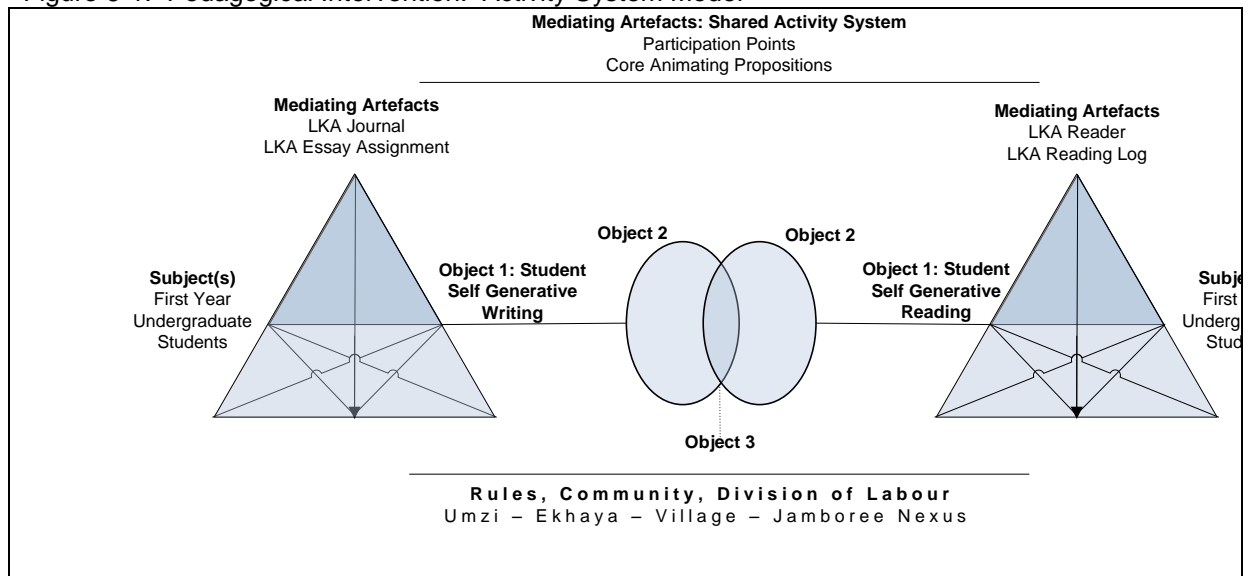 Mediating Artefacts: Shared Activity System
Participation Points
Core Animating Propositions
Mediating Artefacts
LKA Journal
LKA Essay Assignment
Mediating Artefacts
LKA Reader
LKA Reading Log
Subject(s)
First Year
Undergraduate
Students
Object 1: Student
Self Generative
Writing
Object 2
Object 2
Object 1: Student
Self Generative
Reading
First
Object 3
Rules, Community, Division of Labour
Umzi – Ekhaya – Village – Jamboree Nexus